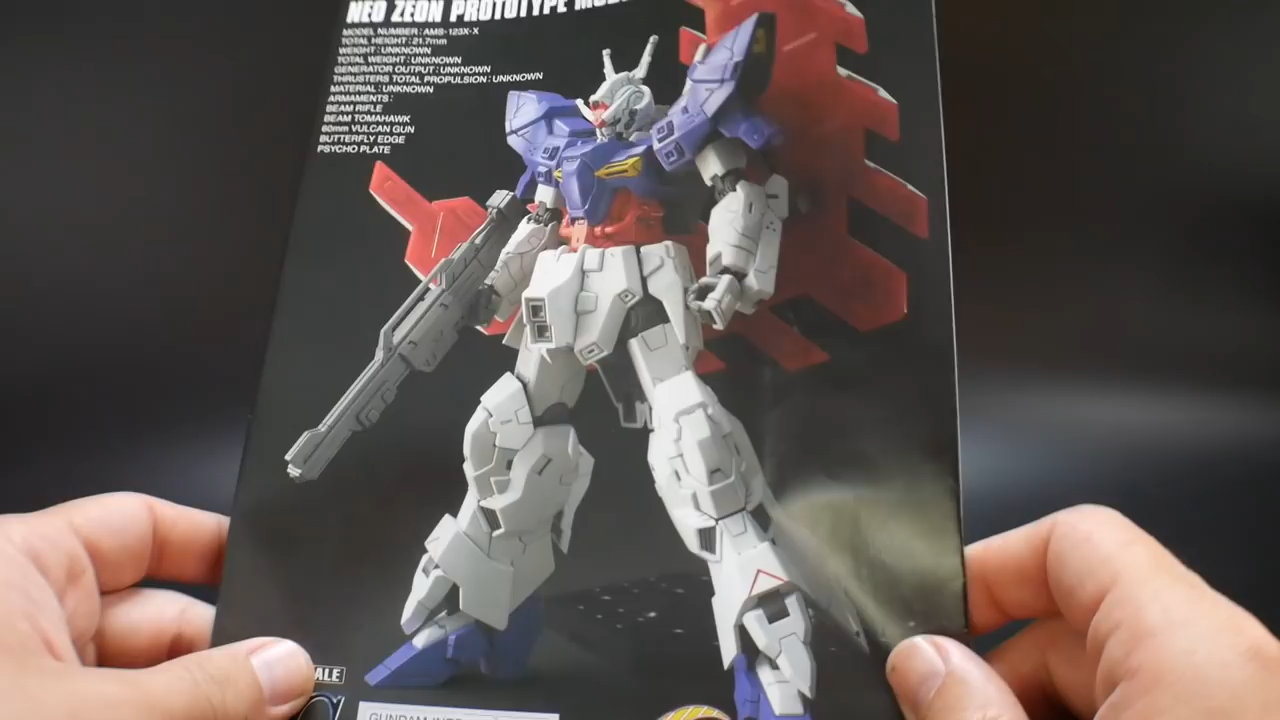 NEO ZEON PROTOTYPE
MODEL NUMBER : AMS-123X-X
TOTAL HEIGHT : 21.7mm
WEIGHT : UNKNOWN
TOTAL WEIGHT : UNKNOWN
GENERATOR OUTPUT : UNKNOWN
THRUSTERS TOTAL PROPULSION : UNKNOWN
MATERIAL : UNKNOWN
ARMAMENTS :
BEAM RIFLE
BEAM TOMAHAWK
60mm VULCAN GUN
BUTTERFLY EDGE
PSYCHO PLATE
GUNDAM